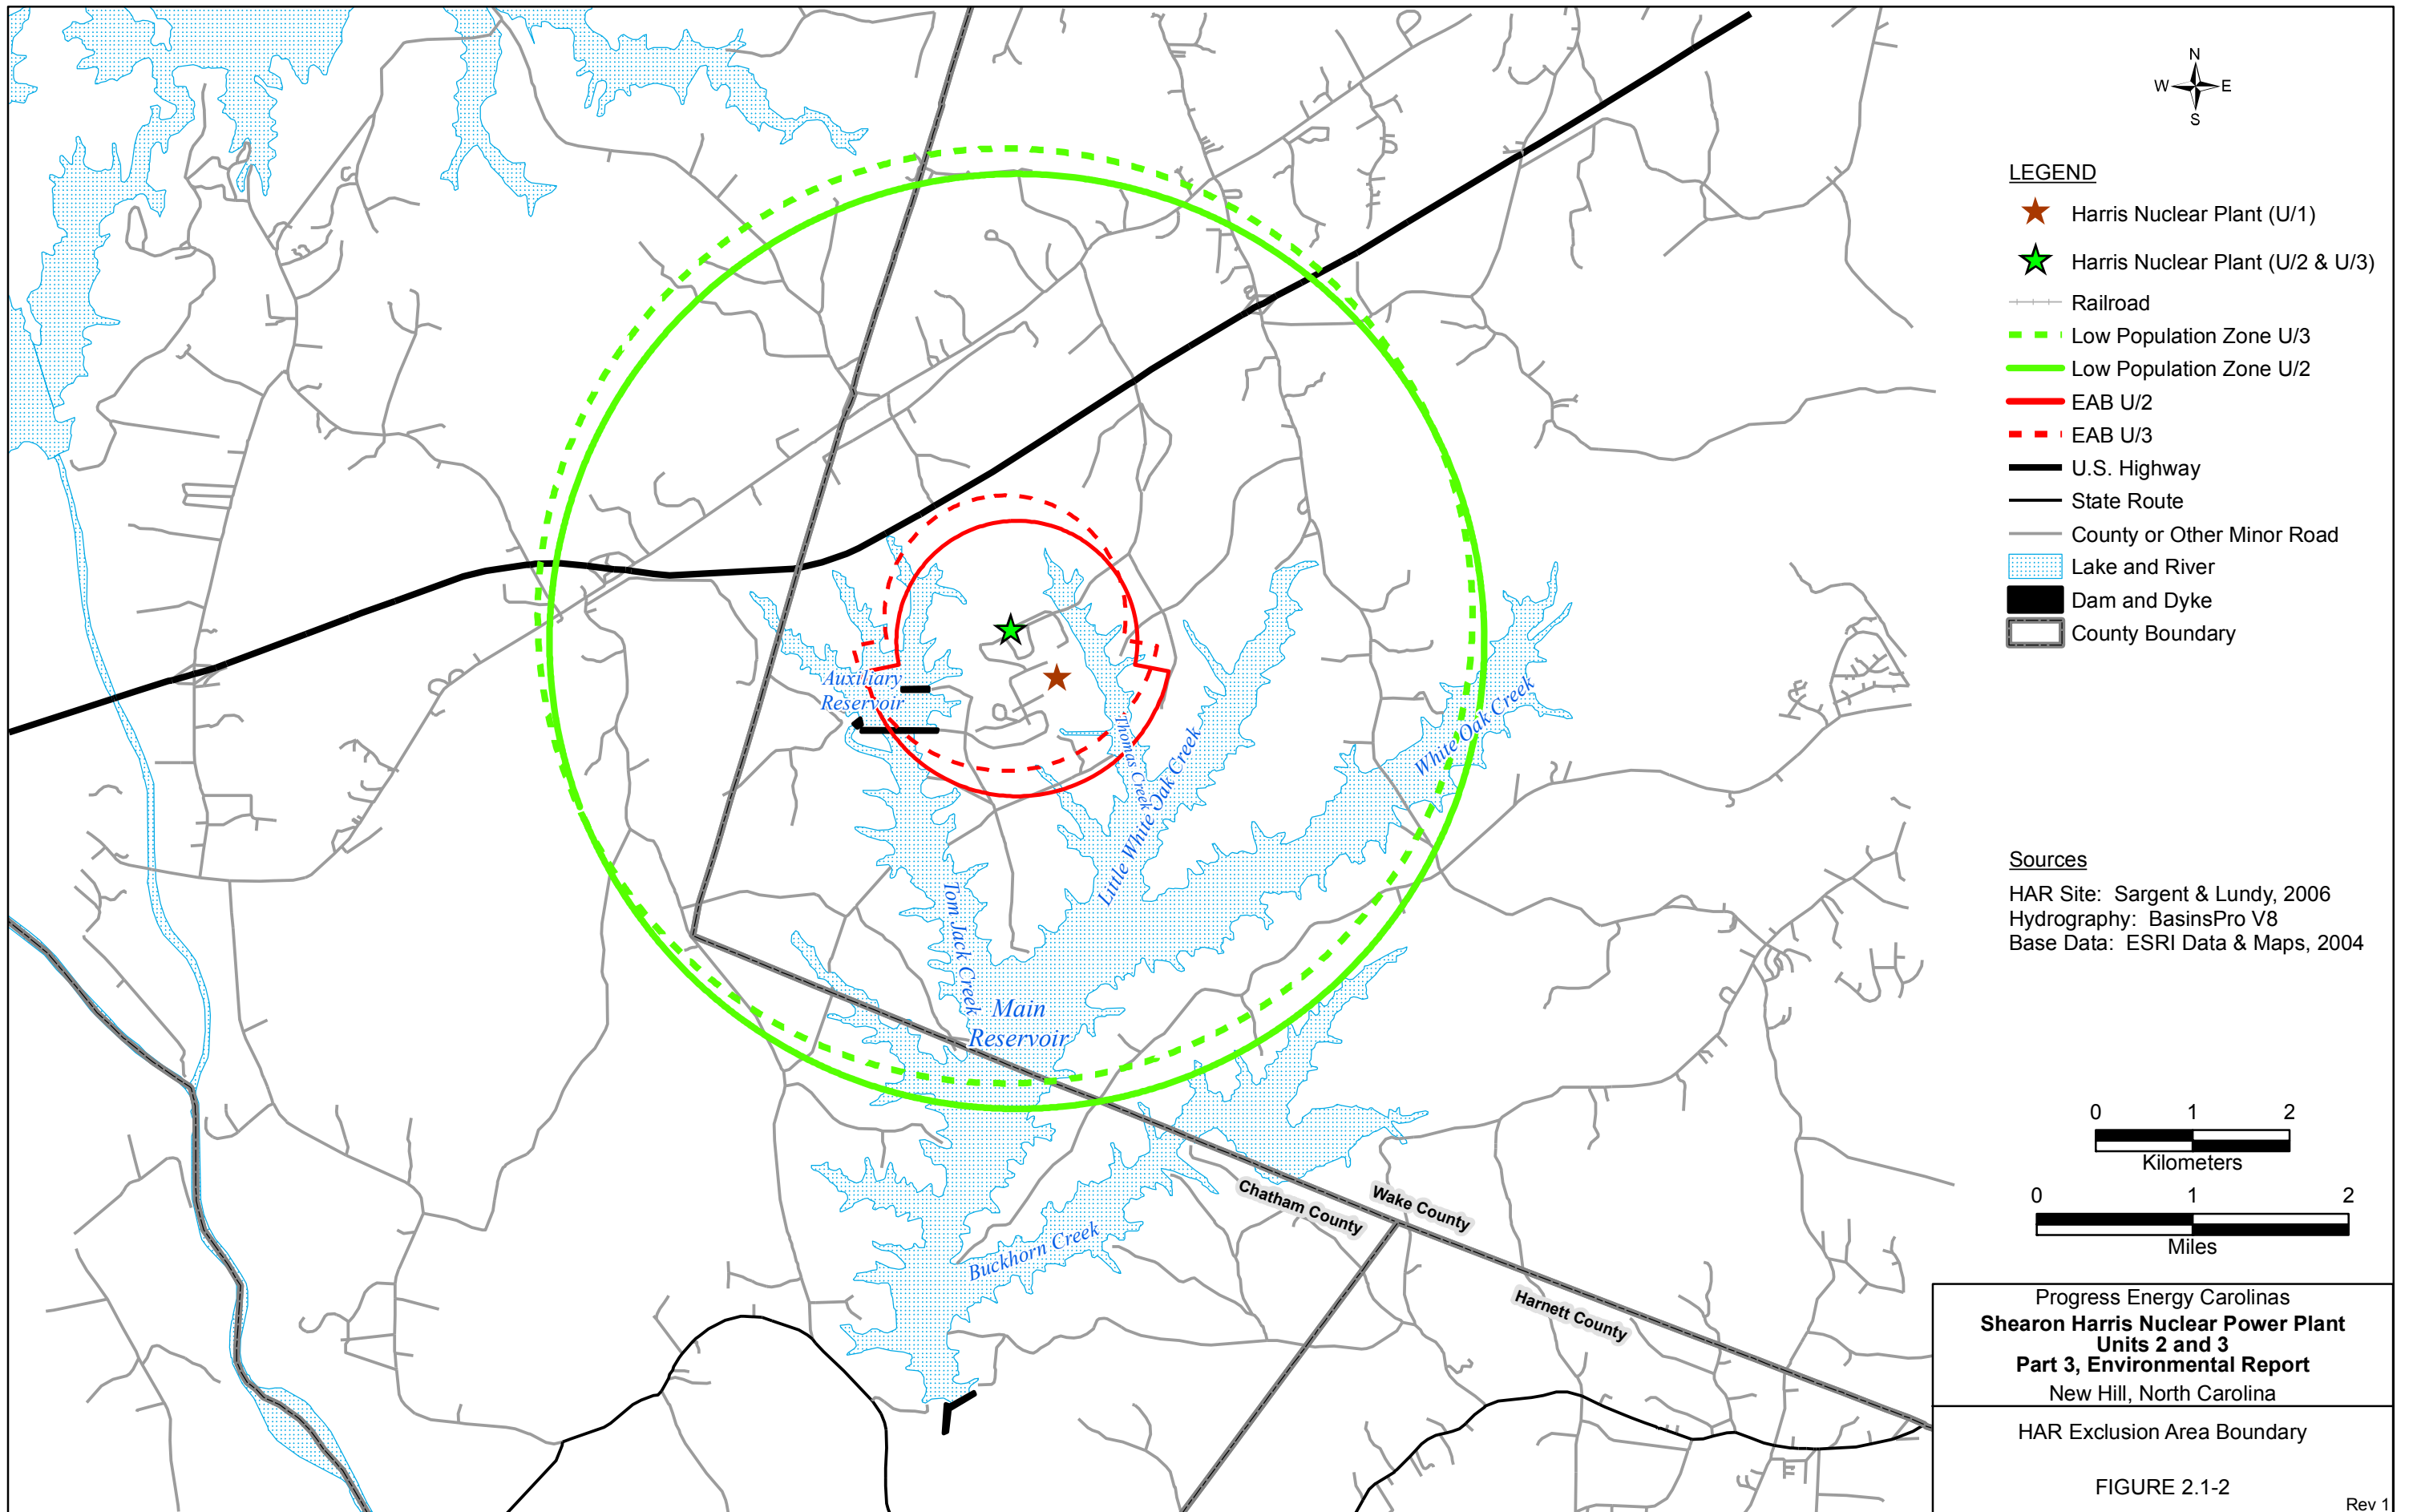 N
W E
S
LEGEND
Harris Nuclear Plant (U/1)
Harris Nuclear Plant (U/2 & U/3)
Railroad
Low Population Zone U/3
Low Population Zone U/2
EAB U/2
EAB U/3
U.S. Highway
State Route
County or Other Minor Road
Lake and River
Dam and Dyke
County Boundary
Auxiliary
Reservoir
Thomas Creek
Little White Oak Creek
White Oak Creek
Tom Jack Creek
Main
Reservoir
Buckhorn Creek
Chatham County
Wake County
Harnett County
Sources
HAR Site: Sargent & Lundy, 2006
Hydrography: BasinsPro V8
Base Data: ESRI Data & Maps, 2004
0 1 2
Kilometers
0 1 2
Miles
Progress Energy Carolinas
Shearon Harris Nuclear Power Plant
Units 2 and 3
Part 3, Environmental Report
New Hill, North Carolina
HAR Exclusion Area Boundary
FIGURE 2.1-2
Rev 1